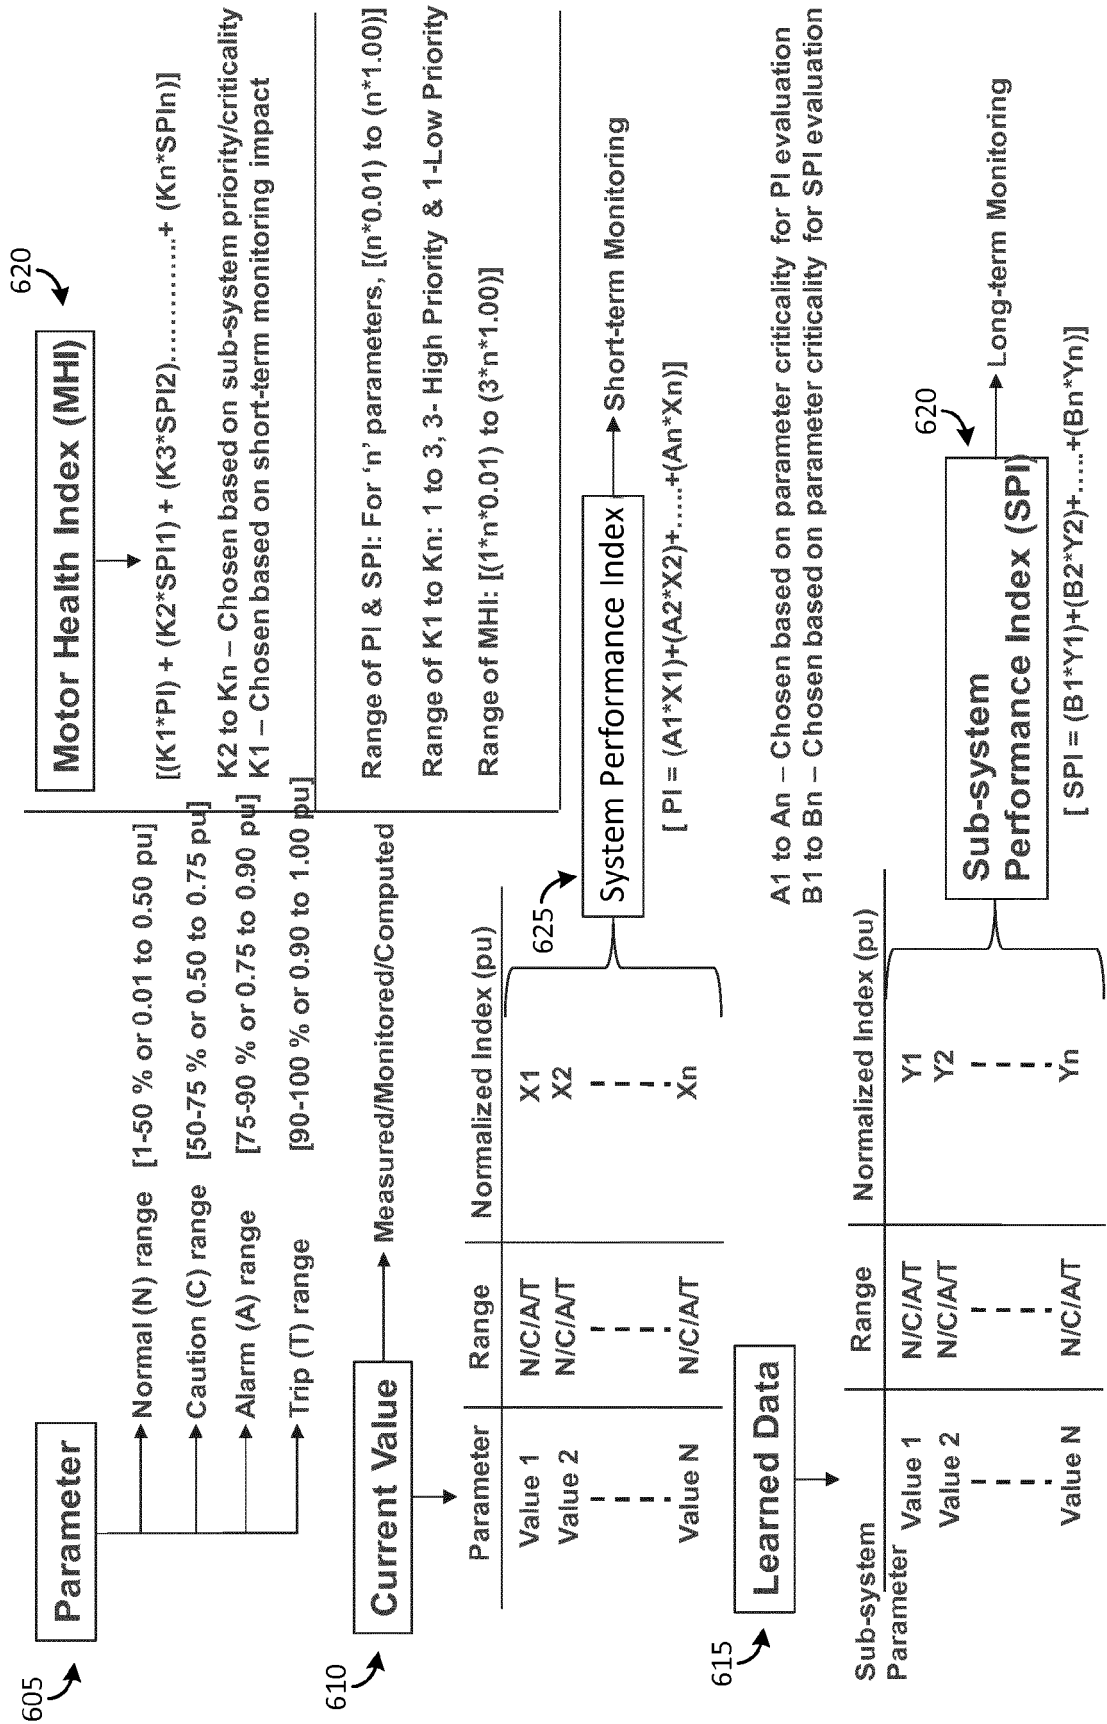 605
Parameter
Normal (N) range [1-50 % or 0.01 to 0.50 pu]
Caution (C) range [50-75 % or 0.50 to 0.75 pu]
Alarm (A) range [75-90 % or 0.75 to 0.90 pu]
Trip (T) range [90-100 % or 0.90 to 1.00 pu]
620
Motor Health Index (MHI)
[(K1*PI) + (K2*SPI1) + (K3*SPI2)............+ (Kn*SPIn)]
K2 to Kn – Chosen based on sub-system priority/criticality
K1 – Chosen based on short-term monitoring impact
Range of PI & SPI: For 'n' parameters, [(n*0.01) to (n*1.00)]
Range of K1 to Kn: 1 to 3, 3- High Priority & 1-Low Priority
Range of MHI: [(1*n*0.01) to (3*n*1.00)]
610
Current Value
Measured/Monitored/Computed
Parameter Range Normalized Index (pu)
Value 1 N/C/A/T X1
Value 2 N/C/A/T X2
Value N N/C/A/T Xn
625
System Performance Index
Short-term Monitoring
[ PI = (A1*X1)+(A2*X2)+.....+(An*Xn)]
A1 to An – Chosen based on parameter criticality for PI evaluation
B1 to Bn – Chosen based on parameter criticality for SPI evaluation
615
Learned Data
Sub-system
Parameter Range Normalized Index (pu)
Value 1 N/C/A/T Y1
Value 2 N/C/A/T Y2
Value N N/C/A/T Yn
620
Sub-system
Performance Index (SPI)
Long-term Monitoring
[ SPI = (B1*Y1)+(B2*Y2)+.....+(Bn*Yn)]